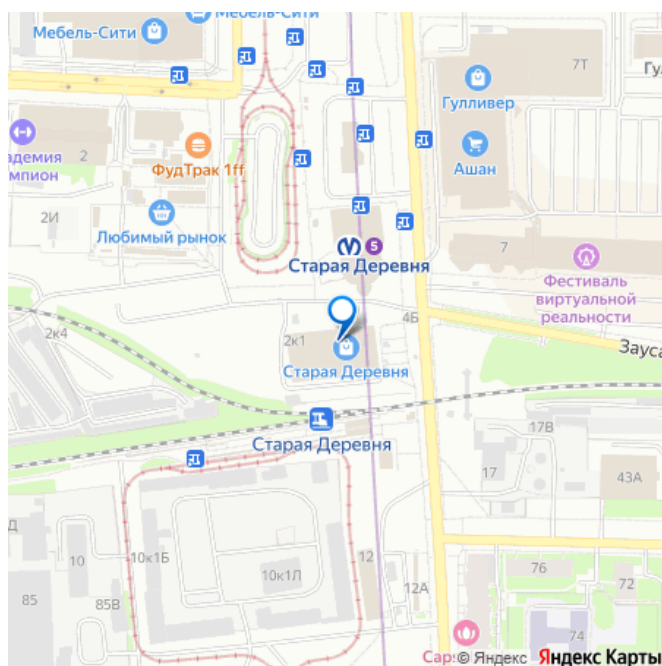 Мебель-Сити
Мебель-Сити
7Т
Гулливер
2
ФудТрак 1ff
Ашан
2И
Любимый рынок
5
7
Старая Деревня
Фестиваль
виртуальной
реальности
2к4
2к1
4Б
Старая Деревня
Старая Деревня
17В
17
43А
10
10к1Б
10к1Л
12
12А
85
85В
76
72
74
© Яндекс Яндекс Карты